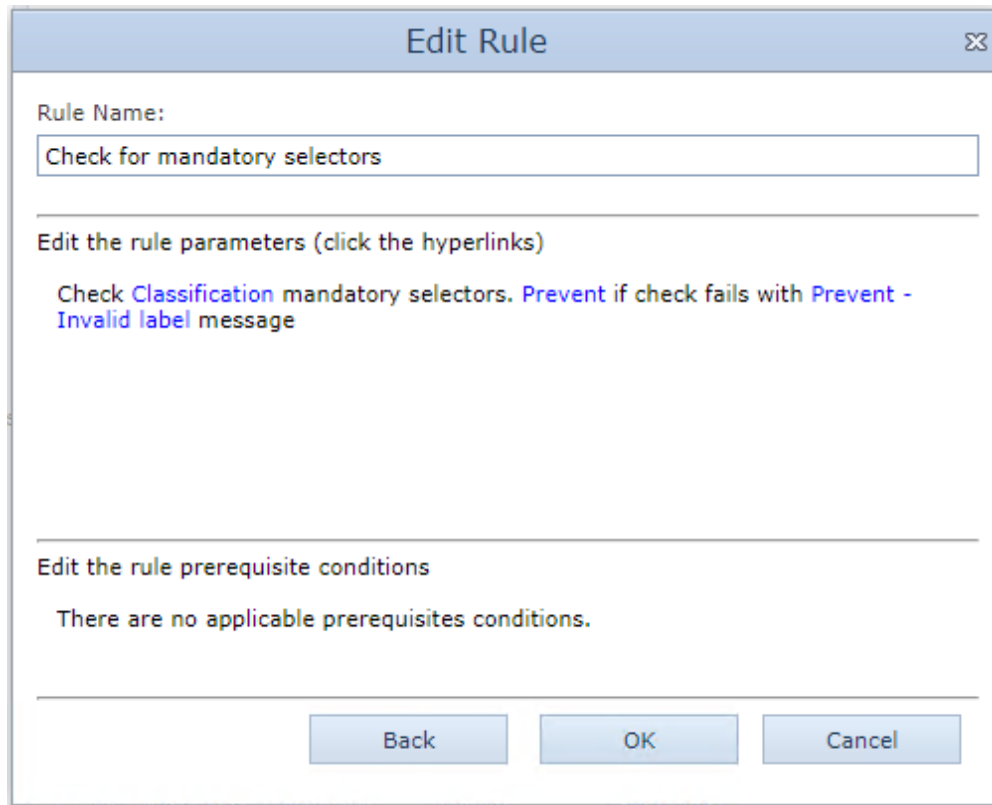 Edit Rule
Rule Name:
Check for mandatory selectors
Edit the rule parameters (click the hyperlinks)
Check Classification mandatory selectors. Prevent if check fails with Prevent -
Invalid label message
Edit the rule prerequisite conditions
There are no applicable prerequisites conditions.
Back OK Cancel